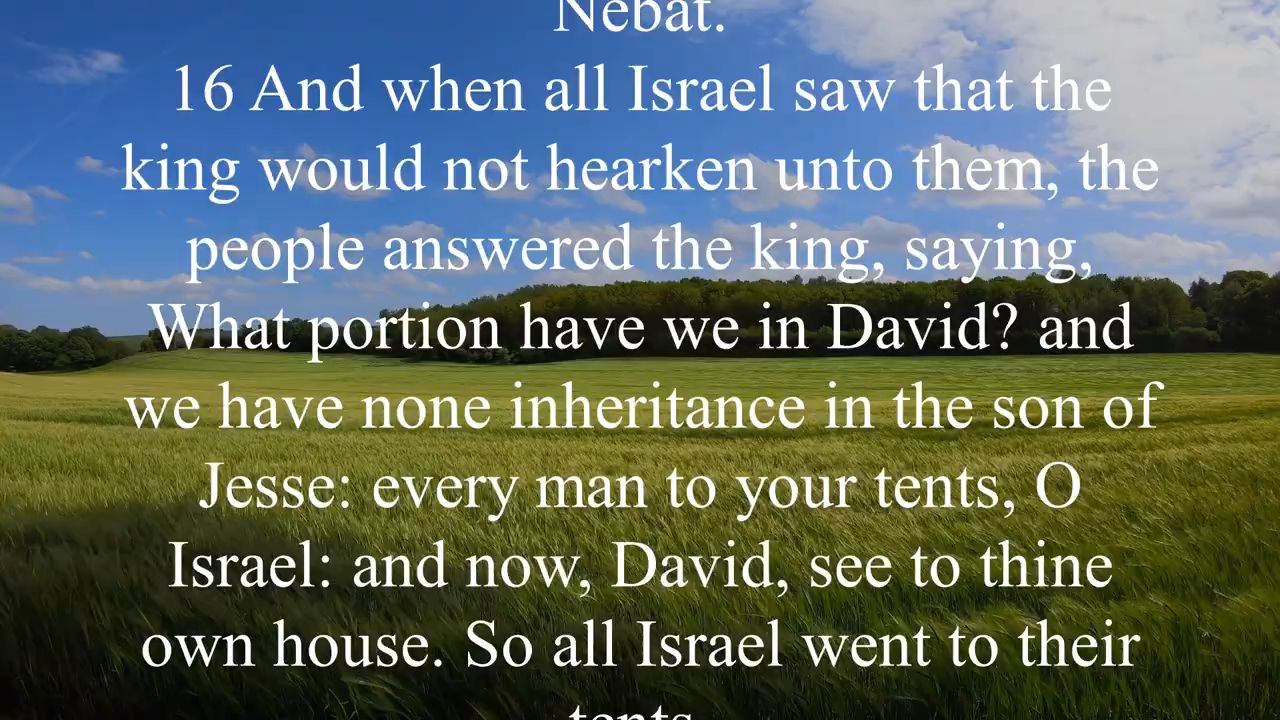 Nebat.
16 And when all Israel saw that the
king would not hearken unto them, the
people answered the king, saying,
What portion have we in David? and
we have none inheritance in the son of
Jesse: every man to your tents, O
Israel: and now, David, see to thine
own house. So all Israel went to their
tents.